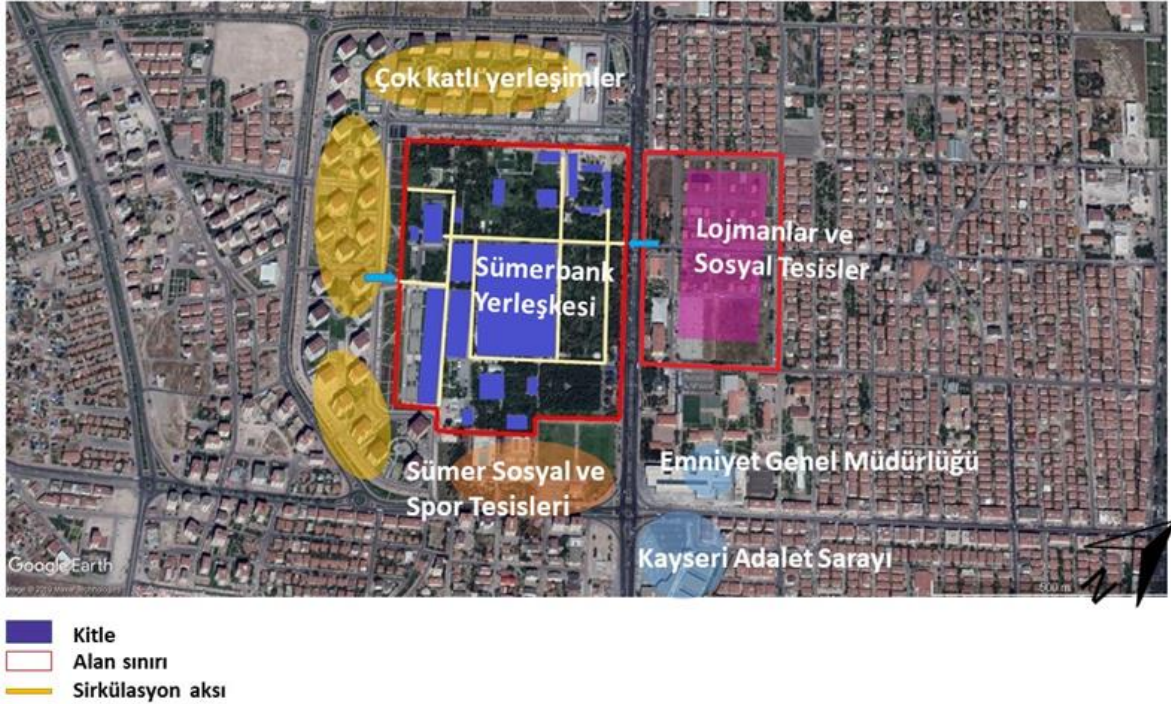 Çok katlı yerleşimler
Lojmanlar ve
Sosyal Tesisler
Sümerbank
Yerleşkesi
Sümer Sosyal ve
Spor Tesisleri
Emniyet Genel Müdürlüğü
Kayseri Adalet Sarayı
Google Earth
500 m
N
Kitle
Alan sınırı
Sirkülasyon aksı